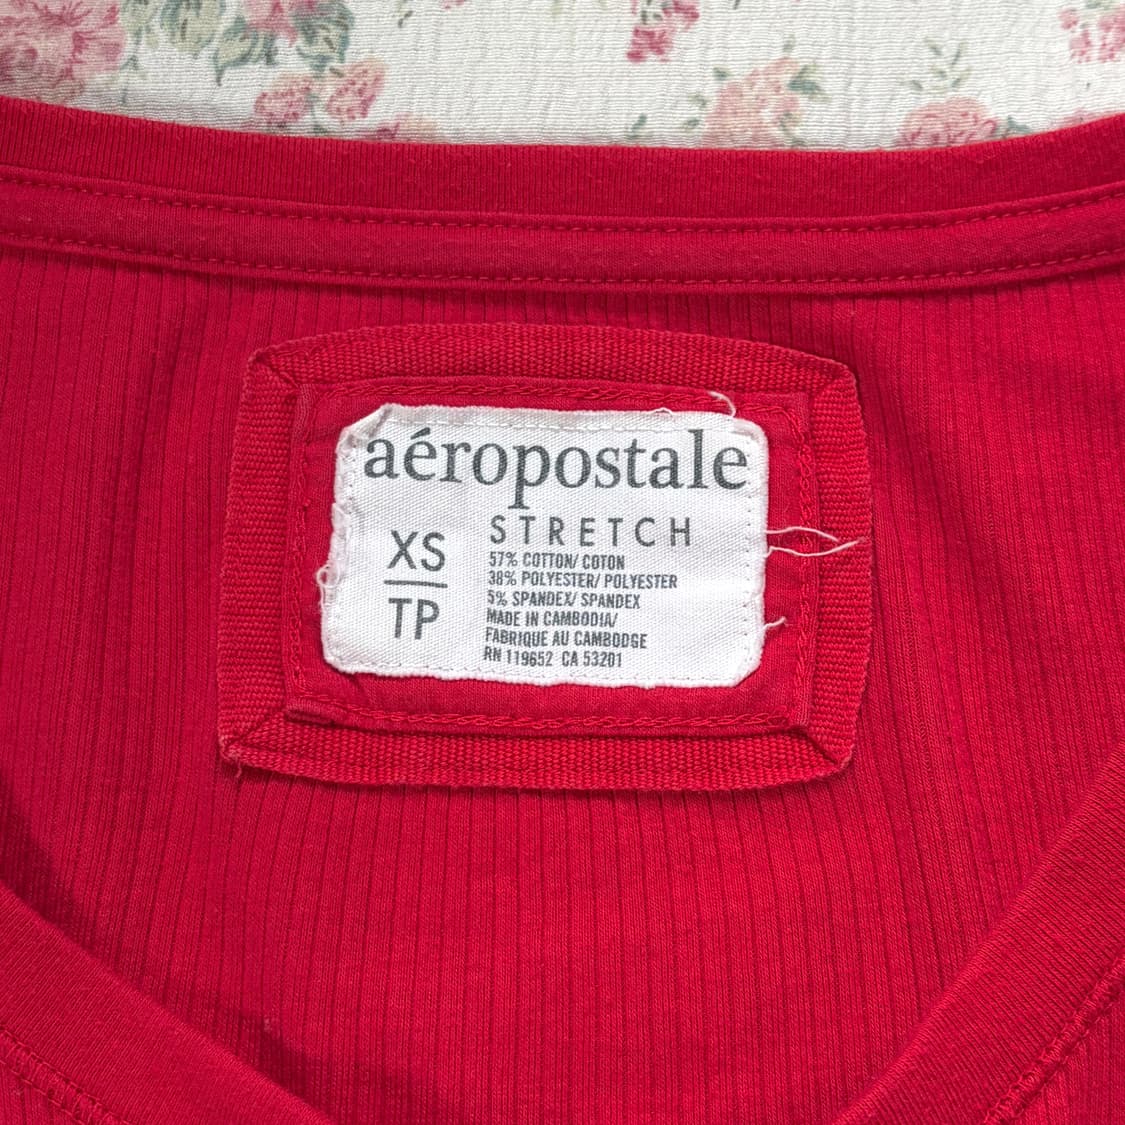 aéropostale
STRETCH
XS
TP
57% COTTON/ COTON
38% POLYESTER/ POLYESTER
5% SPANDEX/ SPANDEX
MADE IN CAMBODIA/
FABRIQUE AU CAMBODGE
RN 119652 CA 53201